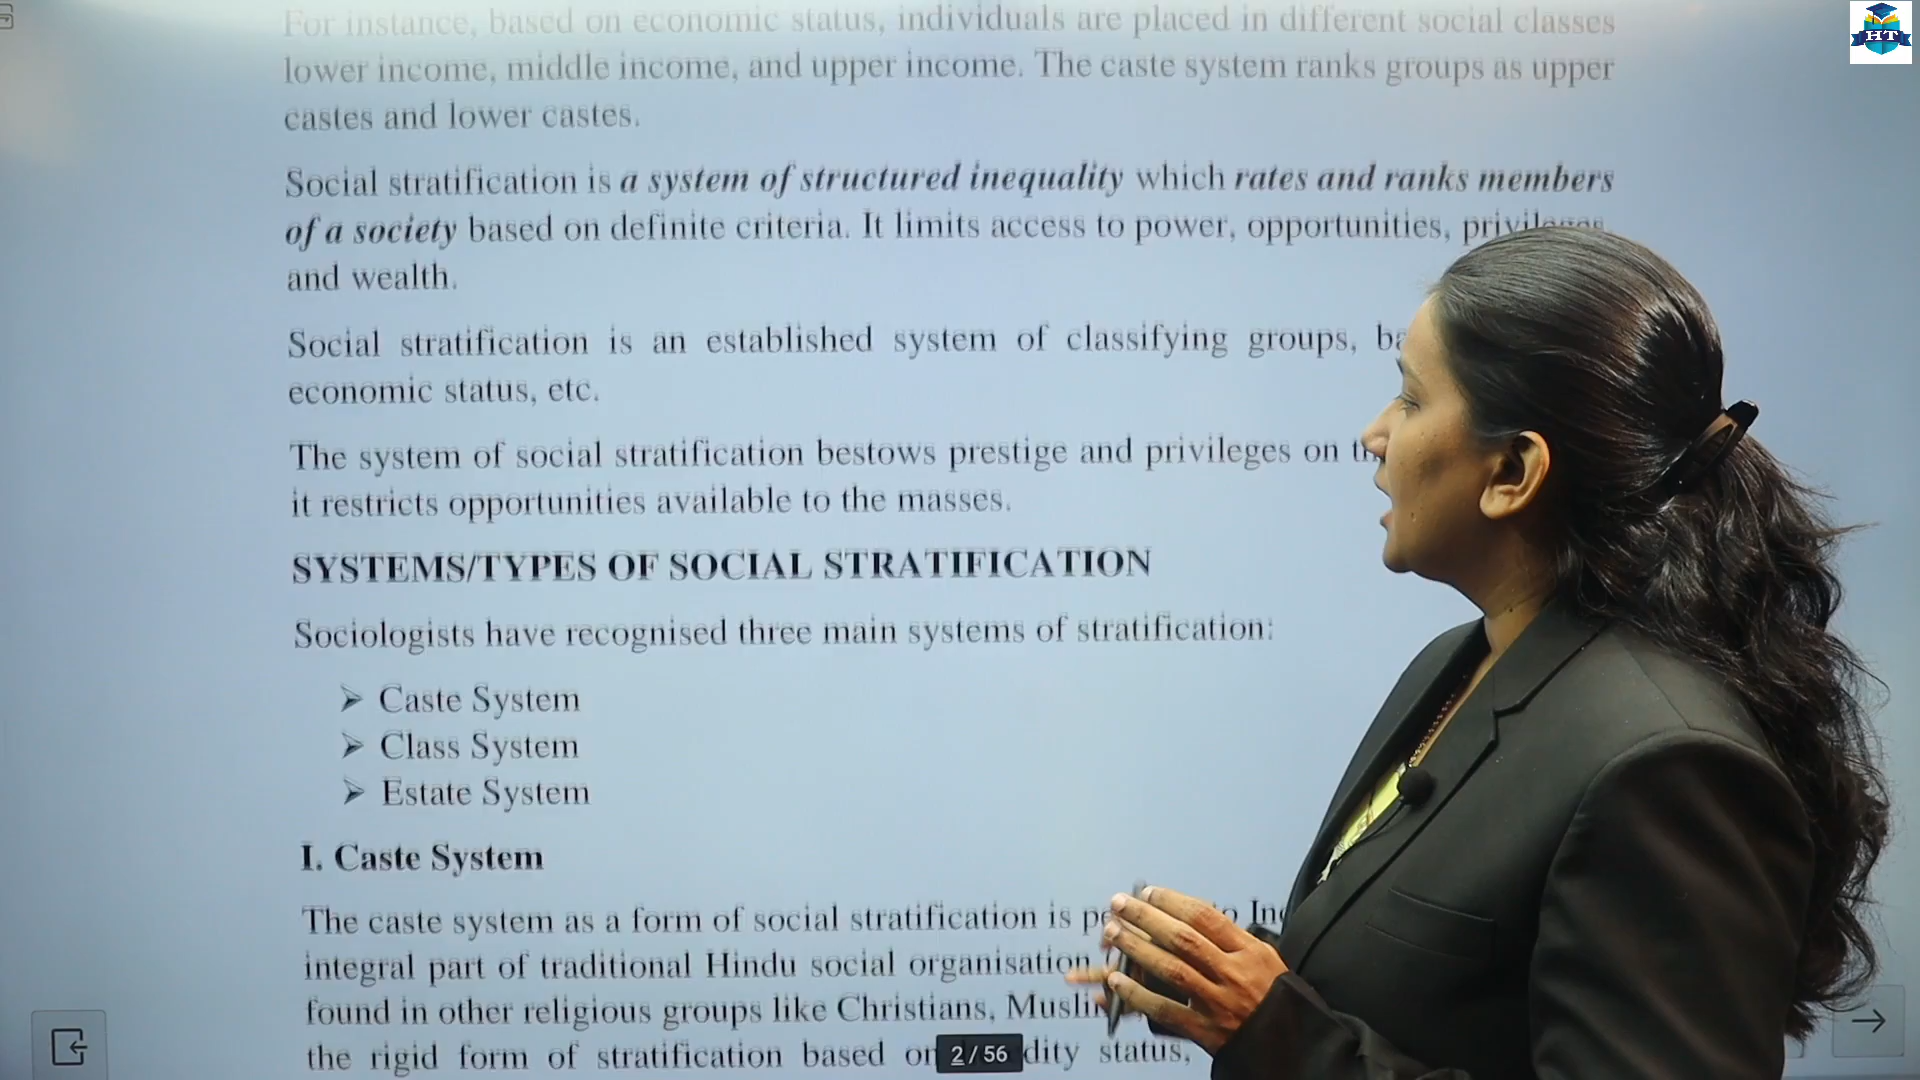 For instance, based on economic status, individuals are placed in different social classes
lower income, middle income, and upper income. The caste system ranks groups as upper
castes and lower castes.
Social stratification is a system of structured inequality which rates and ranks members
of a society based on definite criteria. It limits access to power, opportunities, privileges
and wealth.
Social stratification is an established system of classifying groups,
economic status, etc.
The system of social stratification bestows prestige and privileges on
it restricts opportunities available to the masses.
SYSTEMS/TYPES OF SOCIAL STRATIFICATION
Sociologists have recognised three main systems of stratification:
➢ Caste System
➢ Class System
➢ Estate System
I. Caste System
The caste system as a form of social stratification is
integral part of traditional Hindu social organisation
found in other religious groups like Christians,
the rigid form of stratification based status,
2 / 56
HT